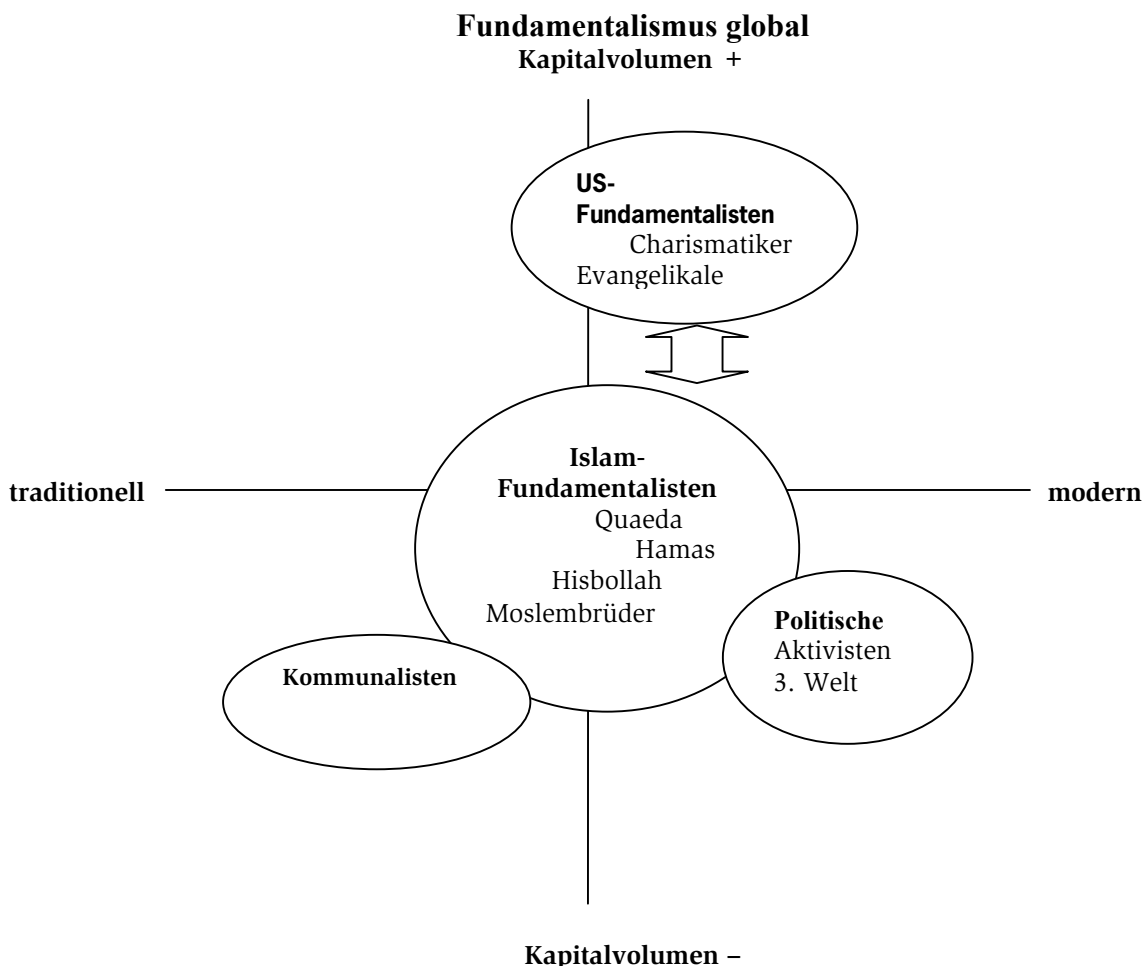 Fundamentalismus global
Kapitalvolumen +
US-
Fundamentalisten
Charismatiker
Evangelikale
Islam-
Fundamentalisten
Quaeda
Hamas
Hisbollah
Moslembrüder
traditionell
modern
Politische
Aktivisten
3. Welt
Kommunalisten
Kapitalvolumen –